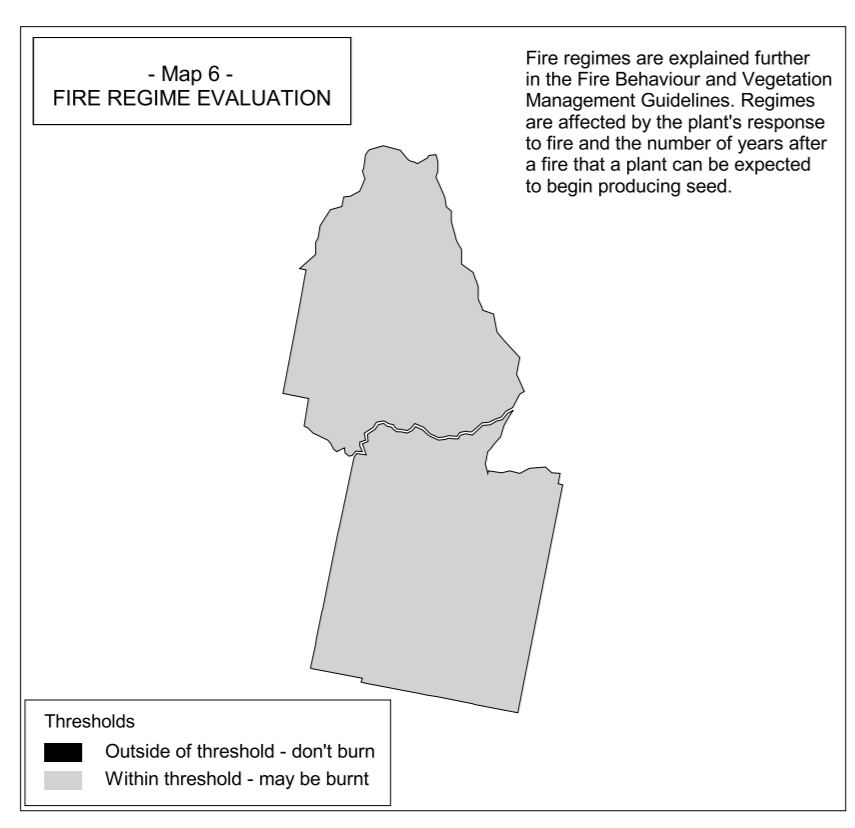 - Map 6 -
FIRE REGIME EVALUATION
Fire regimes are explained further
in the Fire Behaviour and Vegetation
Management Guidelines. Regimes
are affected by the plant's response
to fire and the number of years after
a fire that a plant can be expected
to begin producing seed.
Thresholds
Outside of threshold - don't burn
Within threshold - may be burnt